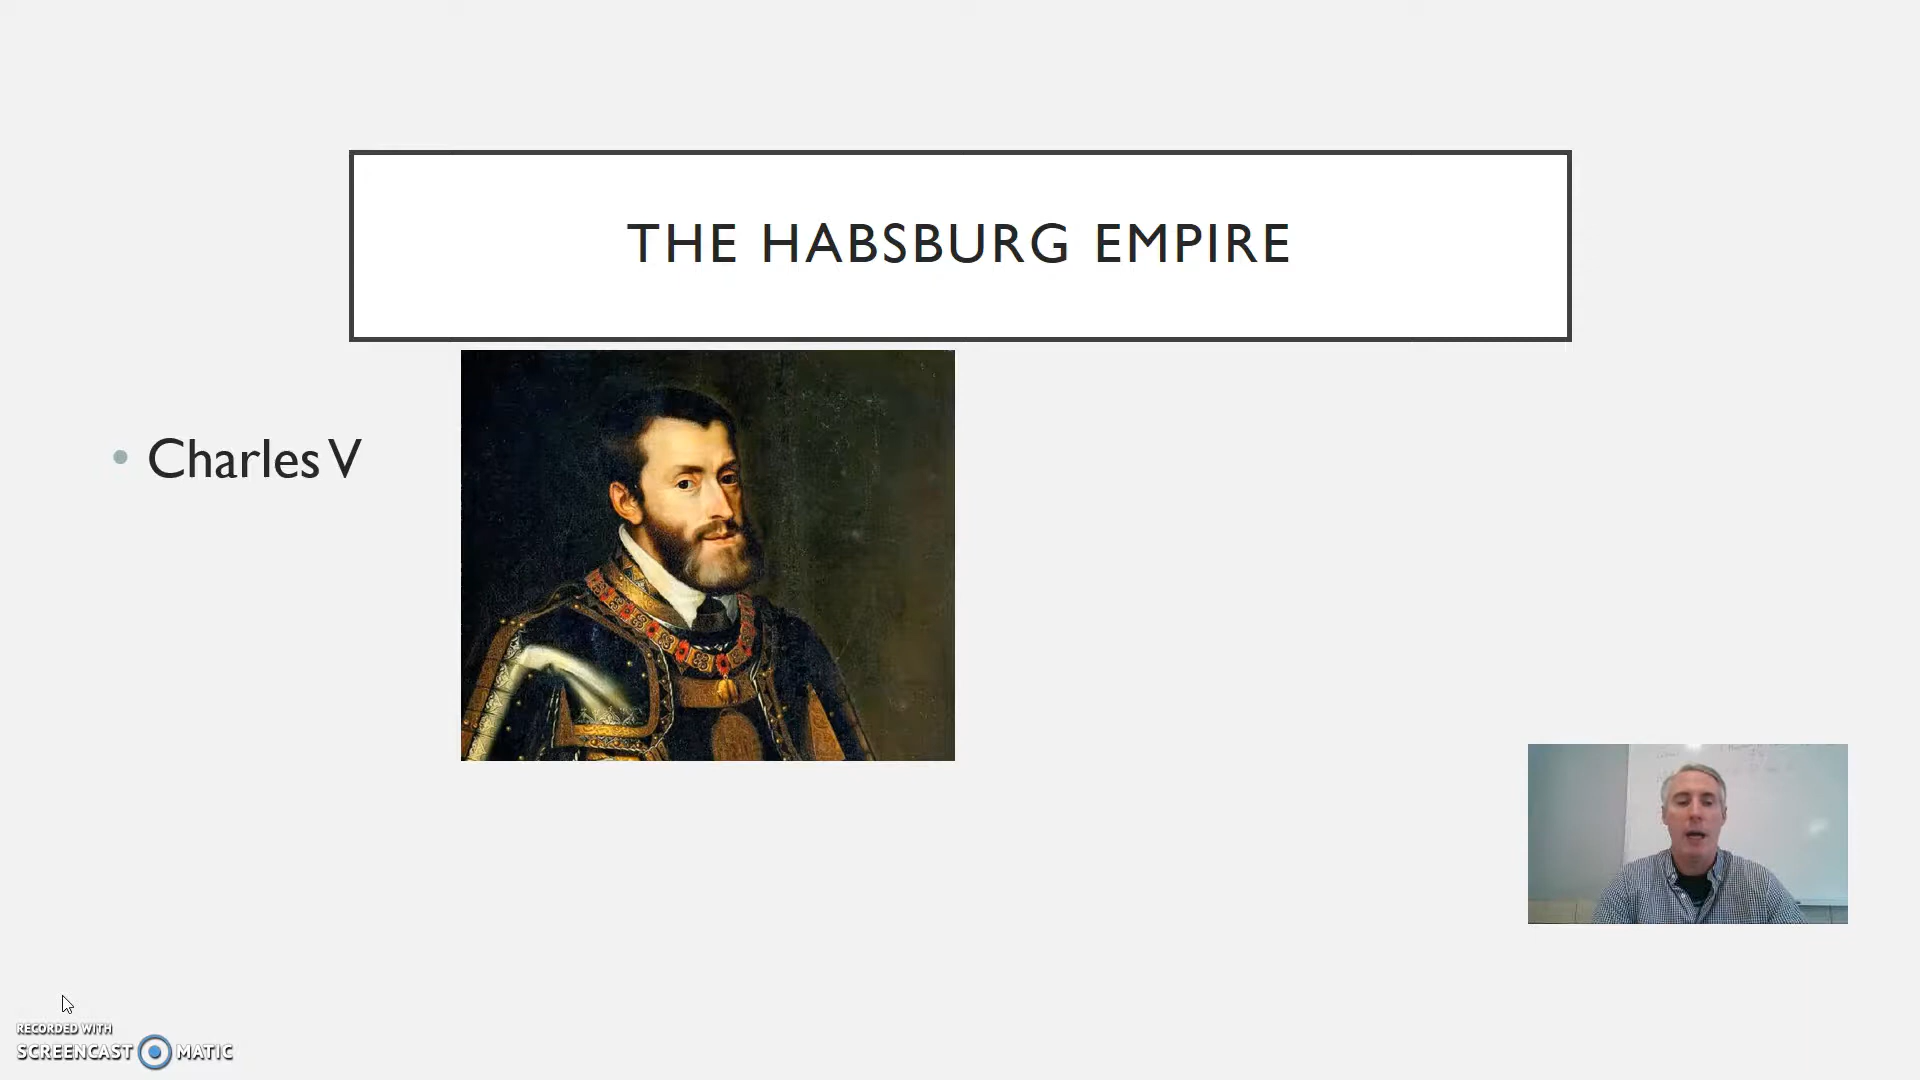 THE HABSBURG EMPIRE
• Charles V
RECORDED WITH
SCREENCAST MATIC